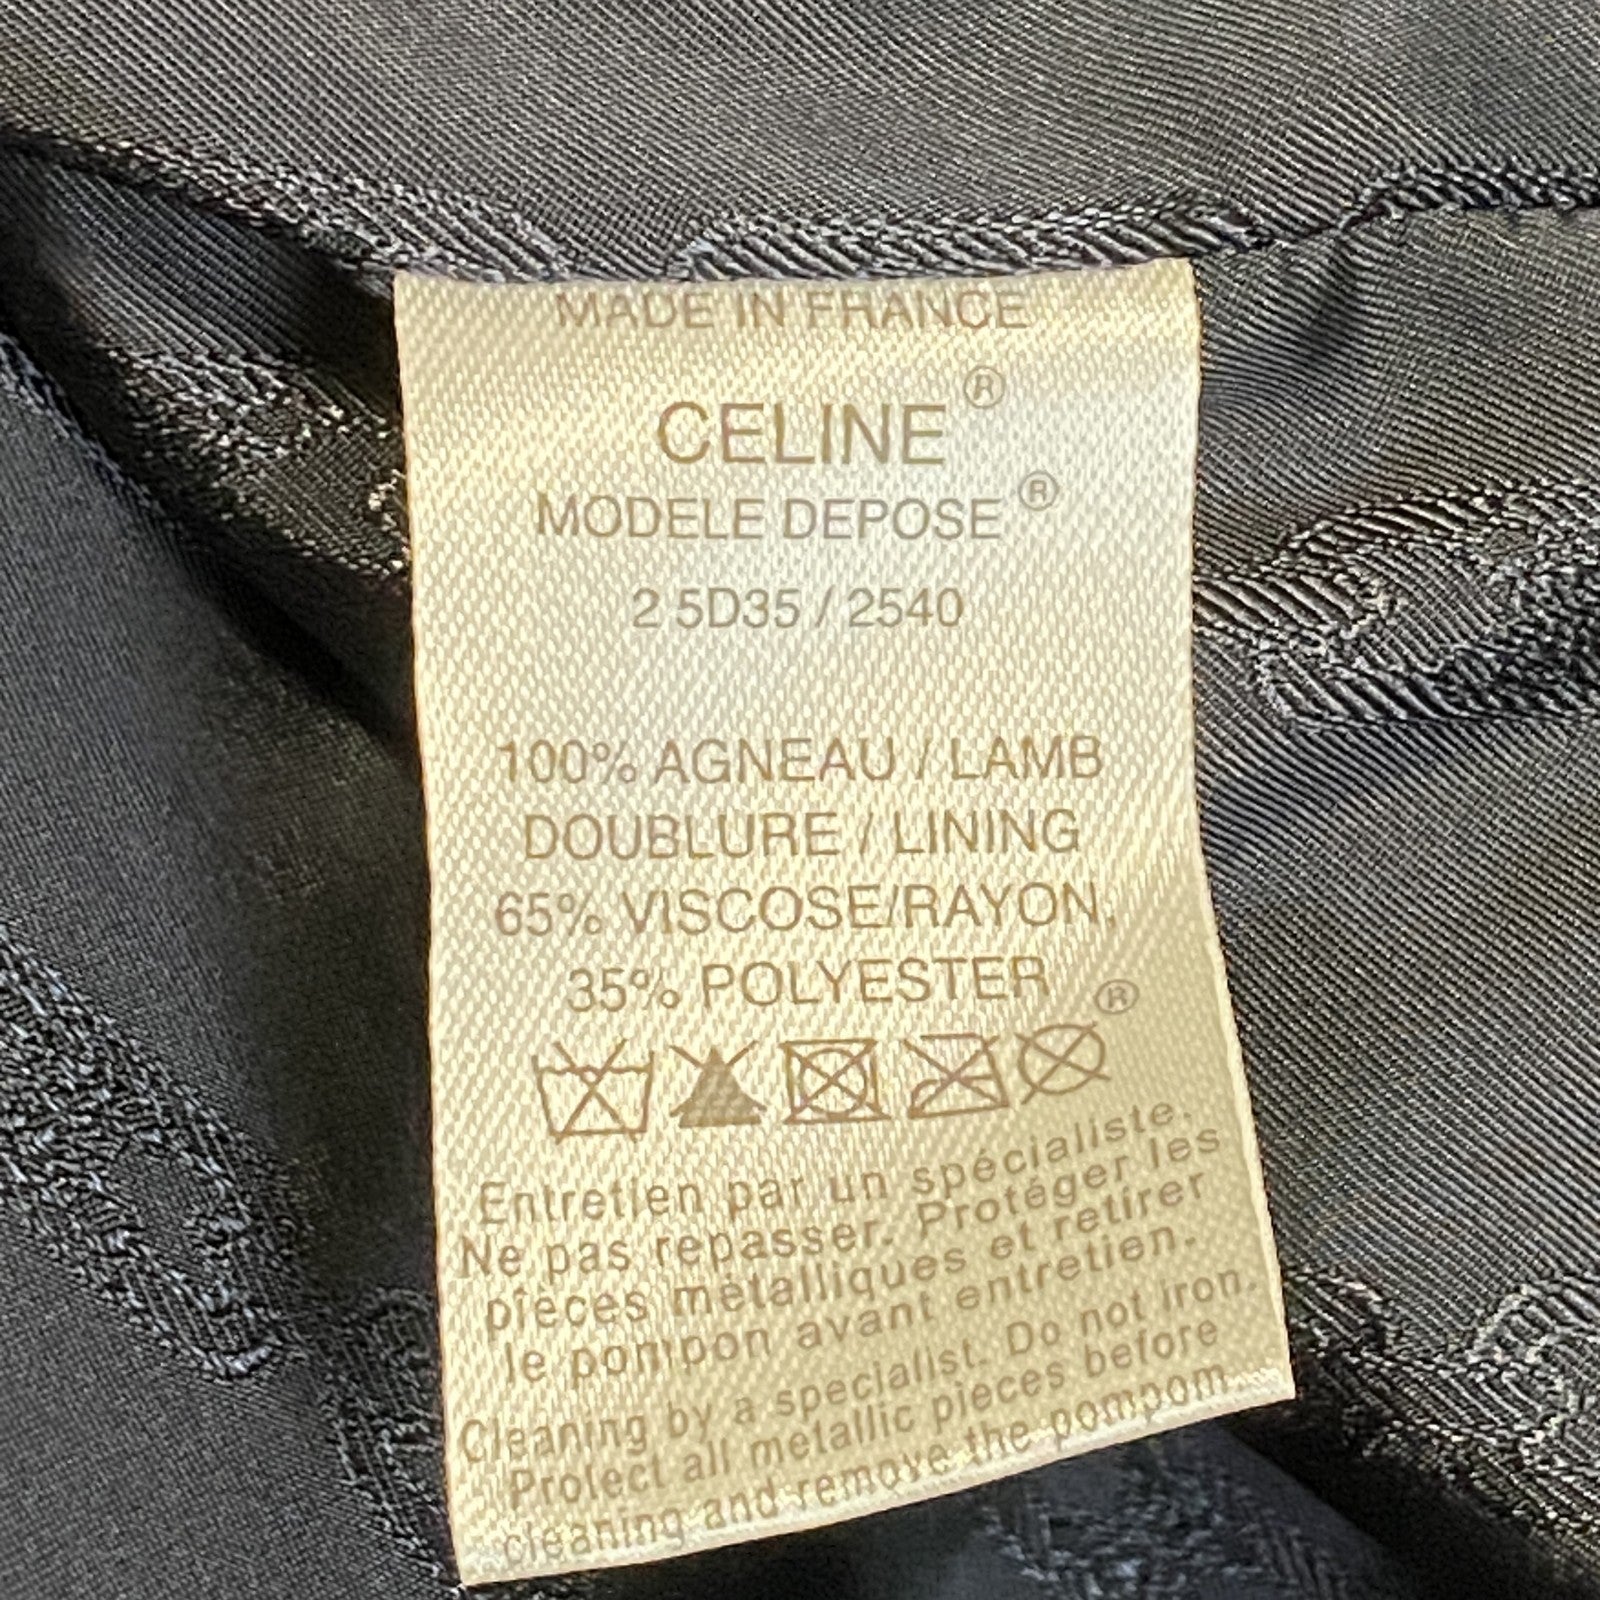 MADE IN FRANCE
CELINE ®
MODELE DEPOSE ®
2 5D35 / 2540
100% AGNEAU / LAMB
DOUBLURE / LINING
65% VISCOSE/RAYON,
35% POLYESTER
®
Entretien par un spécialiste.
Ne pas repasser. Protéger les
pièces métalliques et retirer
le pompon avant entretien.
Cleaning by a specialist. Do not iron.
Protect all metallic pieces before
cleaning and remove the pompom